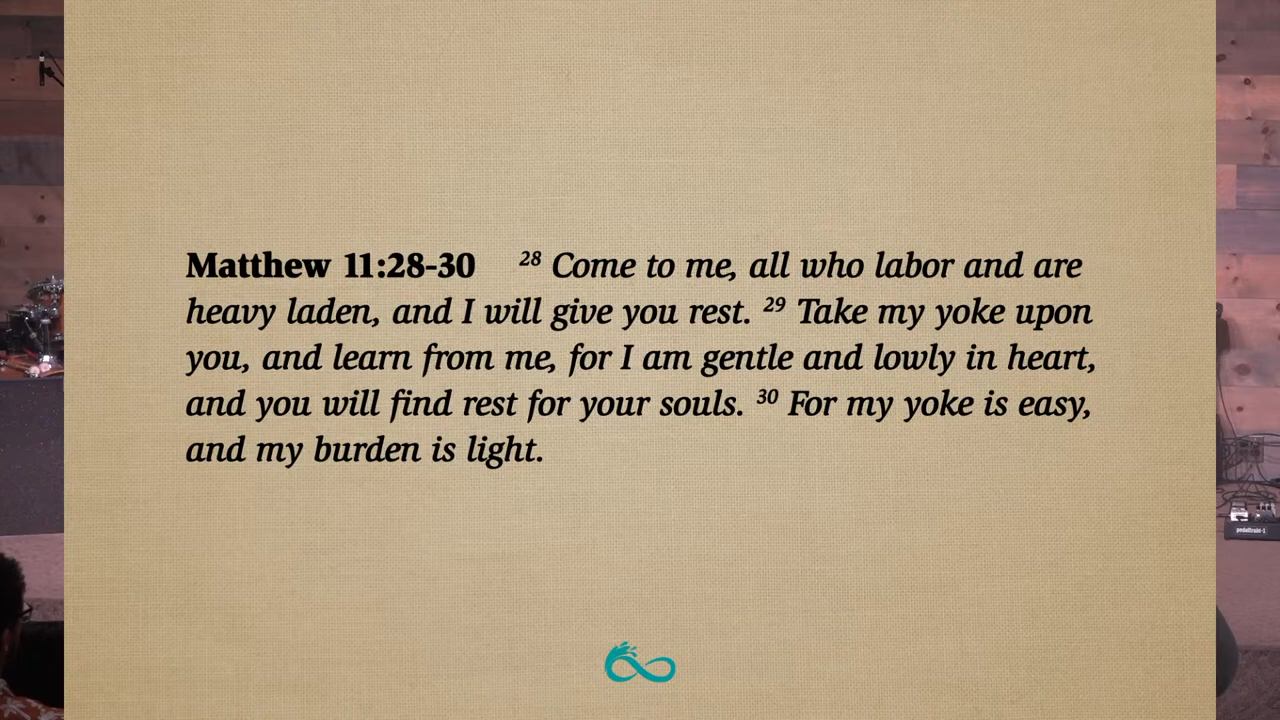 Matthew 11:28-30 28 Come to me, all who labor and are
heavy laden, and I will give you rest. 29 Take my yoke upon
you, and learn from me, for I am gentle and lowly in heart,
and you will find rest for your souls. 30 For my yoke is easy,
and my burden is light.
pedaltrain-1